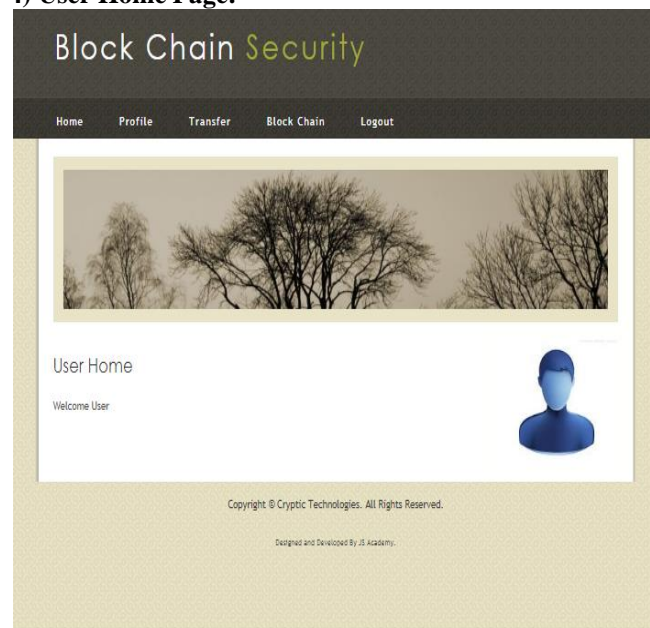 4) User Home Page:
Block Chain Security
Home Profile Transfer Block Chain Logout
User Home
Welcome User
Copyright © Cryptic Technologies. All Rights Reserved.
Designed and Developed By JS Academy.